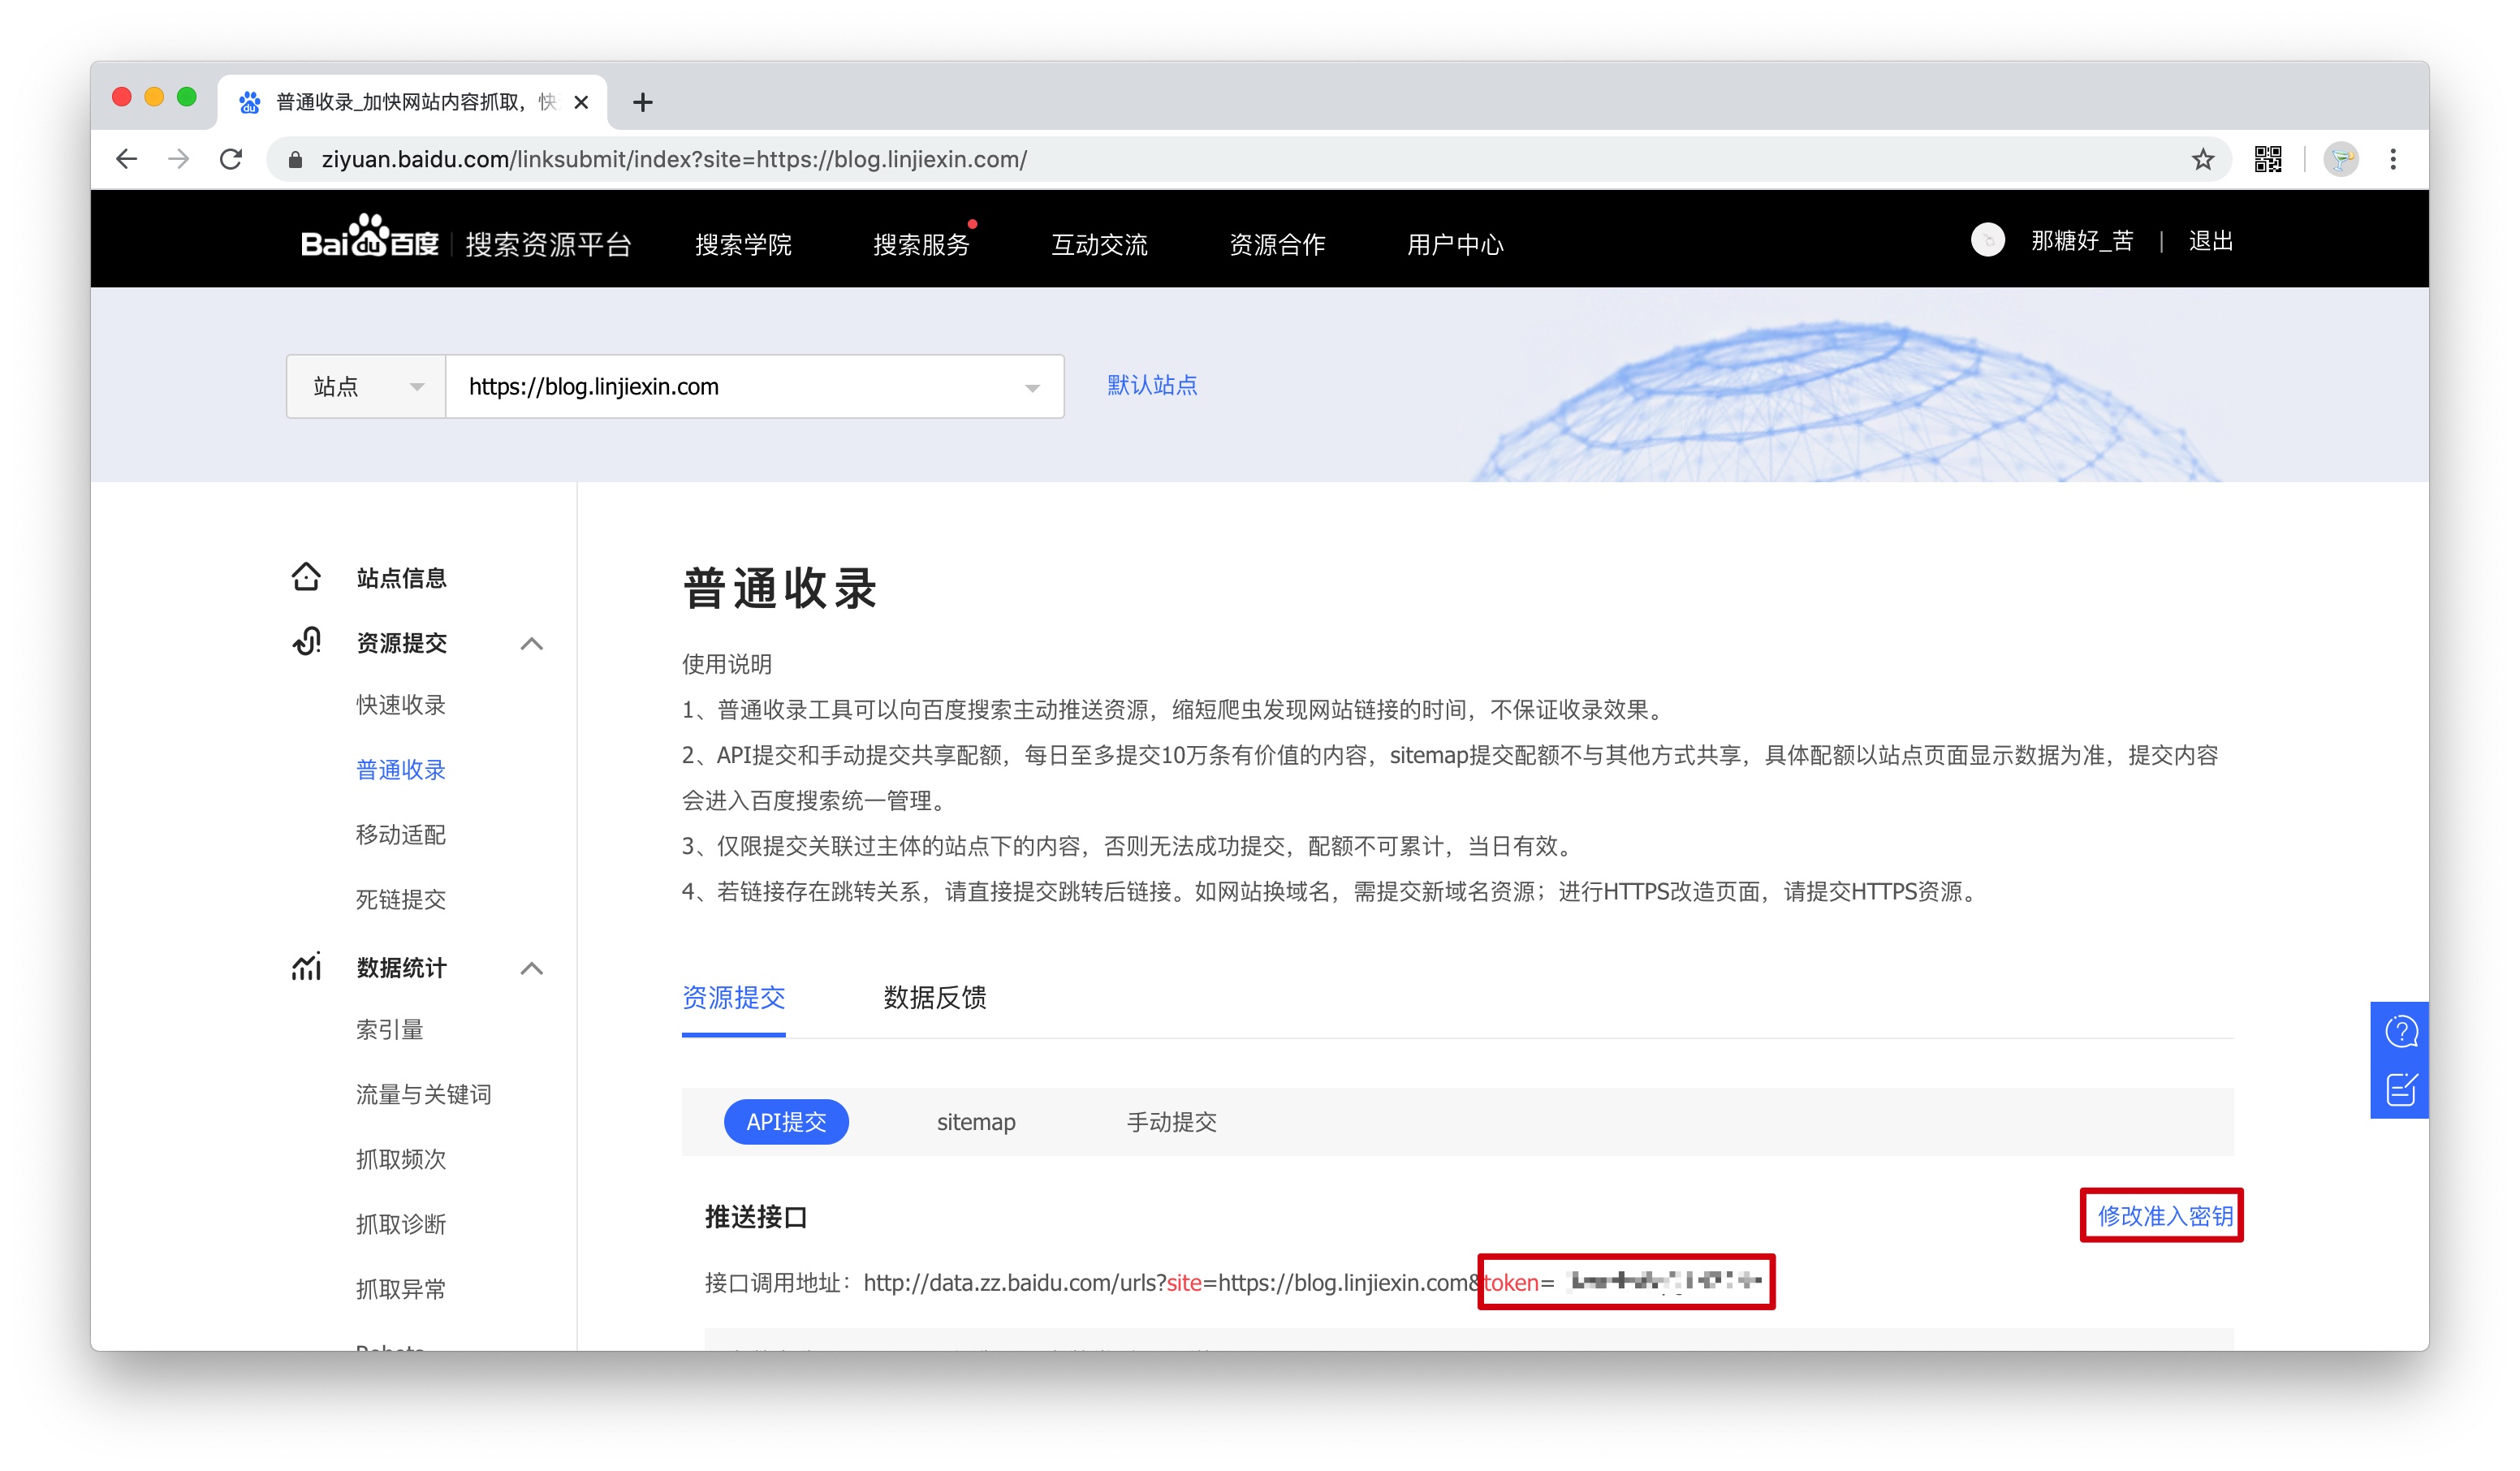 普通收录_加快网站内容抓取，快
ziyuan.baidu.com/linksubmit/index?site=https://blog.linjiexin.com/
Bai du 百度 搜索资源平台 搜索学院 搜索服务 互动交流 资源合作 用户中心 那糖好_苦 | 退出
站点 https://blog.linjiexin.com 默认站点
站点信息
资源提交
快速收录
普通收录
移动适配
死链提交
数据统计
索引量
流量与关键词
抓取频次
抓取诊断
抓取异常
Robots
普通收录
使用说明
1、普通收录工具可以向百度搜索主动推送资源，缩短爬虫发现网站链接的时间，不保证收录效果。
2、API提交和手动提交共享配额，每日至多提交10万条有价值的内容，sitemap提交配额不与其他方式共享，具体配额以站点页面显示数据为准，提交内容
会进入百度搜索统一管理。
3、仅限提交关联过主体的站点下的内容，否则无法成功提交，配额不可累计，当日有效。
4、若链接存在跳转关系，请直接提交跳转后链接。如网站换域名，需提交新域名资源；进行HTTPS改造页面，请提交HTTPS资源。
资源提交 数据反馈
API提交 sitemap 手动提交
推送接口 修改准入密钥
接口调用地址：http://data.zz.baidu.com/urls?site=https://blog.linjiexin.com&token=